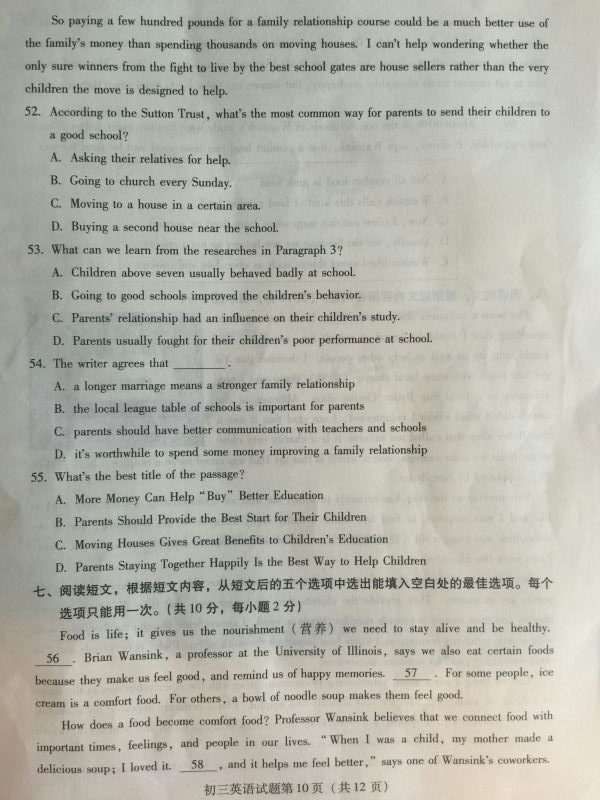 So paying a few hundred pounds for a family relationship course could be a much better use of
the family's money than spending thousands on moving houses. I can't help wondering whether the
only sure winners from the fight to live by the best school gates are house sellers rather than the very
children the move is designed to help.
52. According to the Sutton Trust, what's the most common way for parents to send their children to
a good school?
A. Asking their relatives for help.
B. Going to church every Sunday.
C. Moving to a house in a certain area.
D. Buying a second house near the school.
53. What can we learn from the researches in Paragraph 3?
A. Children above seven usually behaved badly at school.
B. Going to good schools improved the children's behavior.
C. Parents' relationship had an influence on their children's study.
D. Parents usually fought for their children's poor performance at school.
54. The writer agrees that ________.
A. a longer marriage means a stronger family relationship
B. the local league table of schools is important for parents
C. parents should have better communication with teachers and schools
D. it's worthwhile to spend some money improving a family relationship
55. What's the best title of the passage?
A. More Money Can Help "Buy" Better Education
B. Parents Should Provide the Best Start for Their Children
C. Moving Houses Gives Great Benefits to Children's Education
D. Parents Staying Together Happily Is the Best Way to Help Children
七、阅读短文，根据短文内容，从短文后的五个选项中选出能填入空白处的最佳选项。每个
选项只能用一次。(共 10 分，每小题 2 分)
Food is life; it gives us the nourishment (营养) we need to stay alive and be healthy.
56 . Brian Wansink, a professor at the University of Illinois, says we also eat certain foods
because they make us feel good, and remind us of happy memories. 57 . For some people, ice
cream is a comfort food. For others, a bowl of noodle soup makes them feel good.
How does a food become comfort food? Professor Wansink believes that we connect food with
important times, feelings, and people in our lives. "When I was a child, my mother made a
delicious soup; I loved it. 58 , and it helps me feel better," says one of Wansink's coworkers.
初三英语试题第 10 页 (共 12 页)